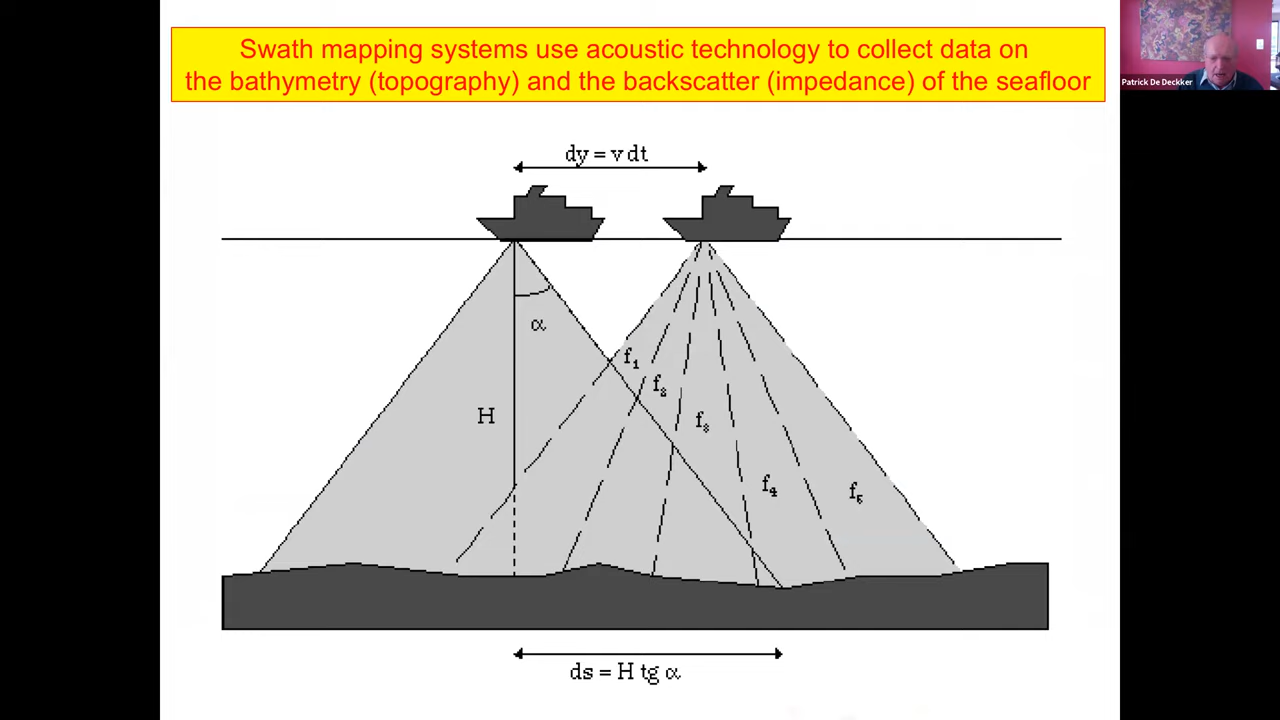 Swath mapping systems use acoustic technology to collect data on
the bathymetry (topography) and the backscatter (impedance) of the seafloor
Patrick De Deckker
dy = v dt
α
f₁
f₂
H
f₃
f₄
f₅
ds = H tg α